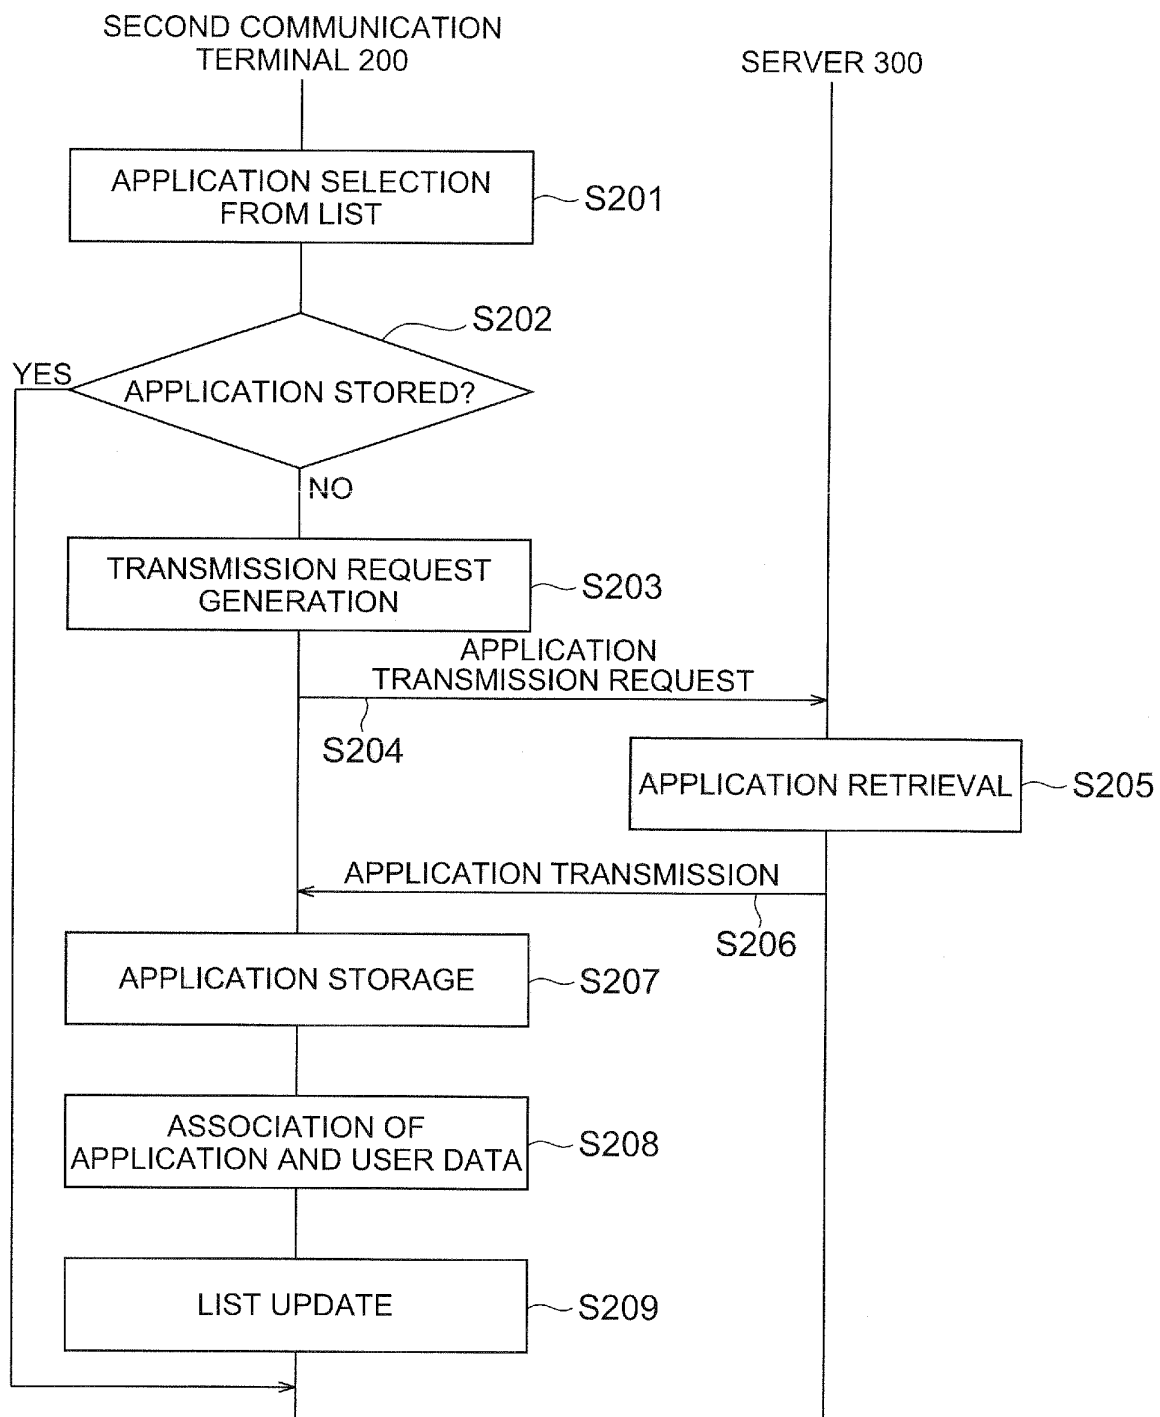 SECOND COMMUNICATION
TERMINAL 200
SERVER 300
APPLICATION SELECTION
FROM LIST
S201
S202
YES
APPLICATION STORED?
NO
TRANSMISSION REQUEST
GENERATION
S203
APPLICATION
TRANSMISSION REQUEST
S204
APPLICATION RETRIEVAL
S205
APPLICATION TRANSMISSION
S206
APPLICATION STORAGE
S207
ASSOCIATION OF
APPLICATION AND USER DATA
S208
LIST UPDATE
S209